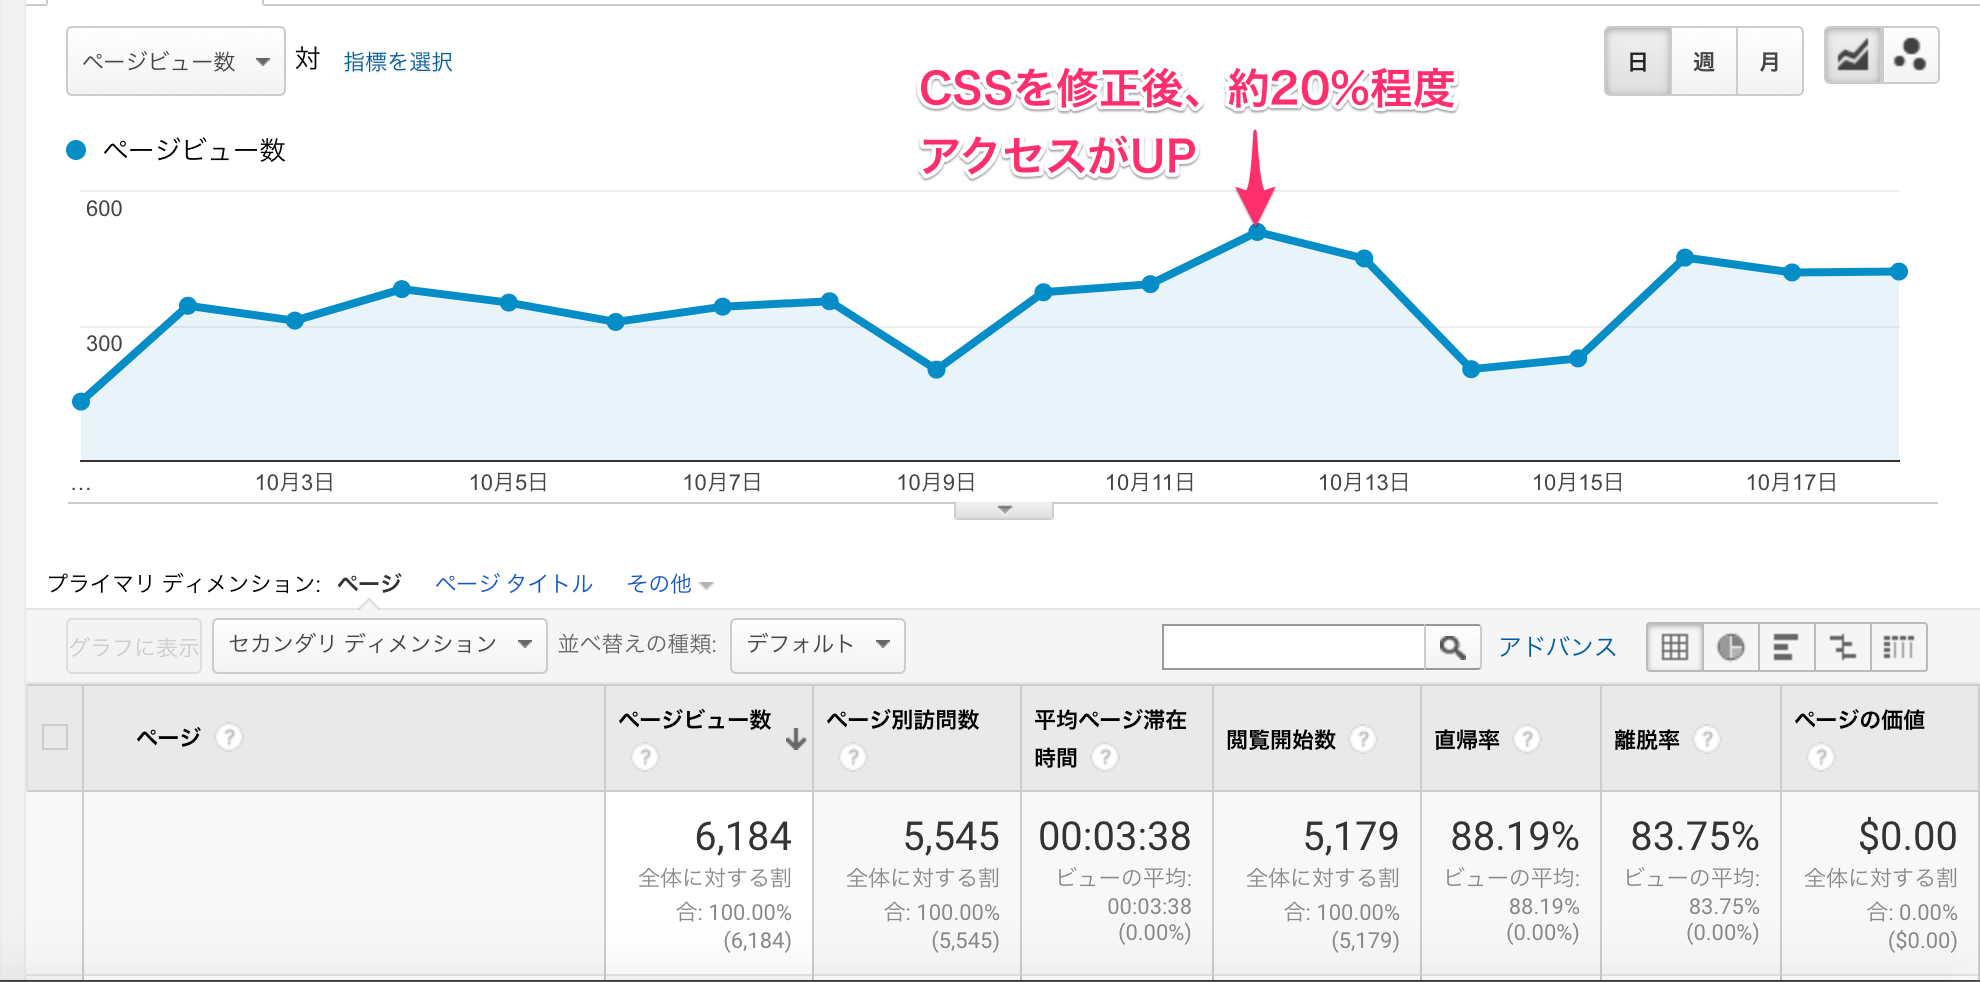 ページビュー数
対
指標を選択
日
週
月
CSSを修正後、約20%程度
アクセスがUP
ページビュー数
600
300
...
10月3日
10月5日
10月7日
10月9日
10月11日
10月13日
10月15日
10月17日
プライマリ ディメンション:
ページ
ページ タイトル
その他
グラフに表示
セカンダリ ディメンション
並べ替えの種類:
デフォルト
アドバンス
ページ ?
ページビュー数
?
ページ別訪問数
?
平均ページ滞在
時間 ?
閲覧開始数 ?
直帰率 ?
離脱率 ?
ページの価値
?
6,184
全体に対する割
合: 100.00%
(6,184)
5,545
全体に対する割
合: 100.00%
(5,545)
00:03:38
ビューの平均:
00:03:38
(0.00%)
5,179
全体に対する割
合: 100.00%
(5,179)
88.19%
ビューの平均:
88.19%
(0.00%)
83.75%
ビューの平均:
83.75%
(0.00%)
$0.00
全体に対する割
合: 0.00%
($0.00)